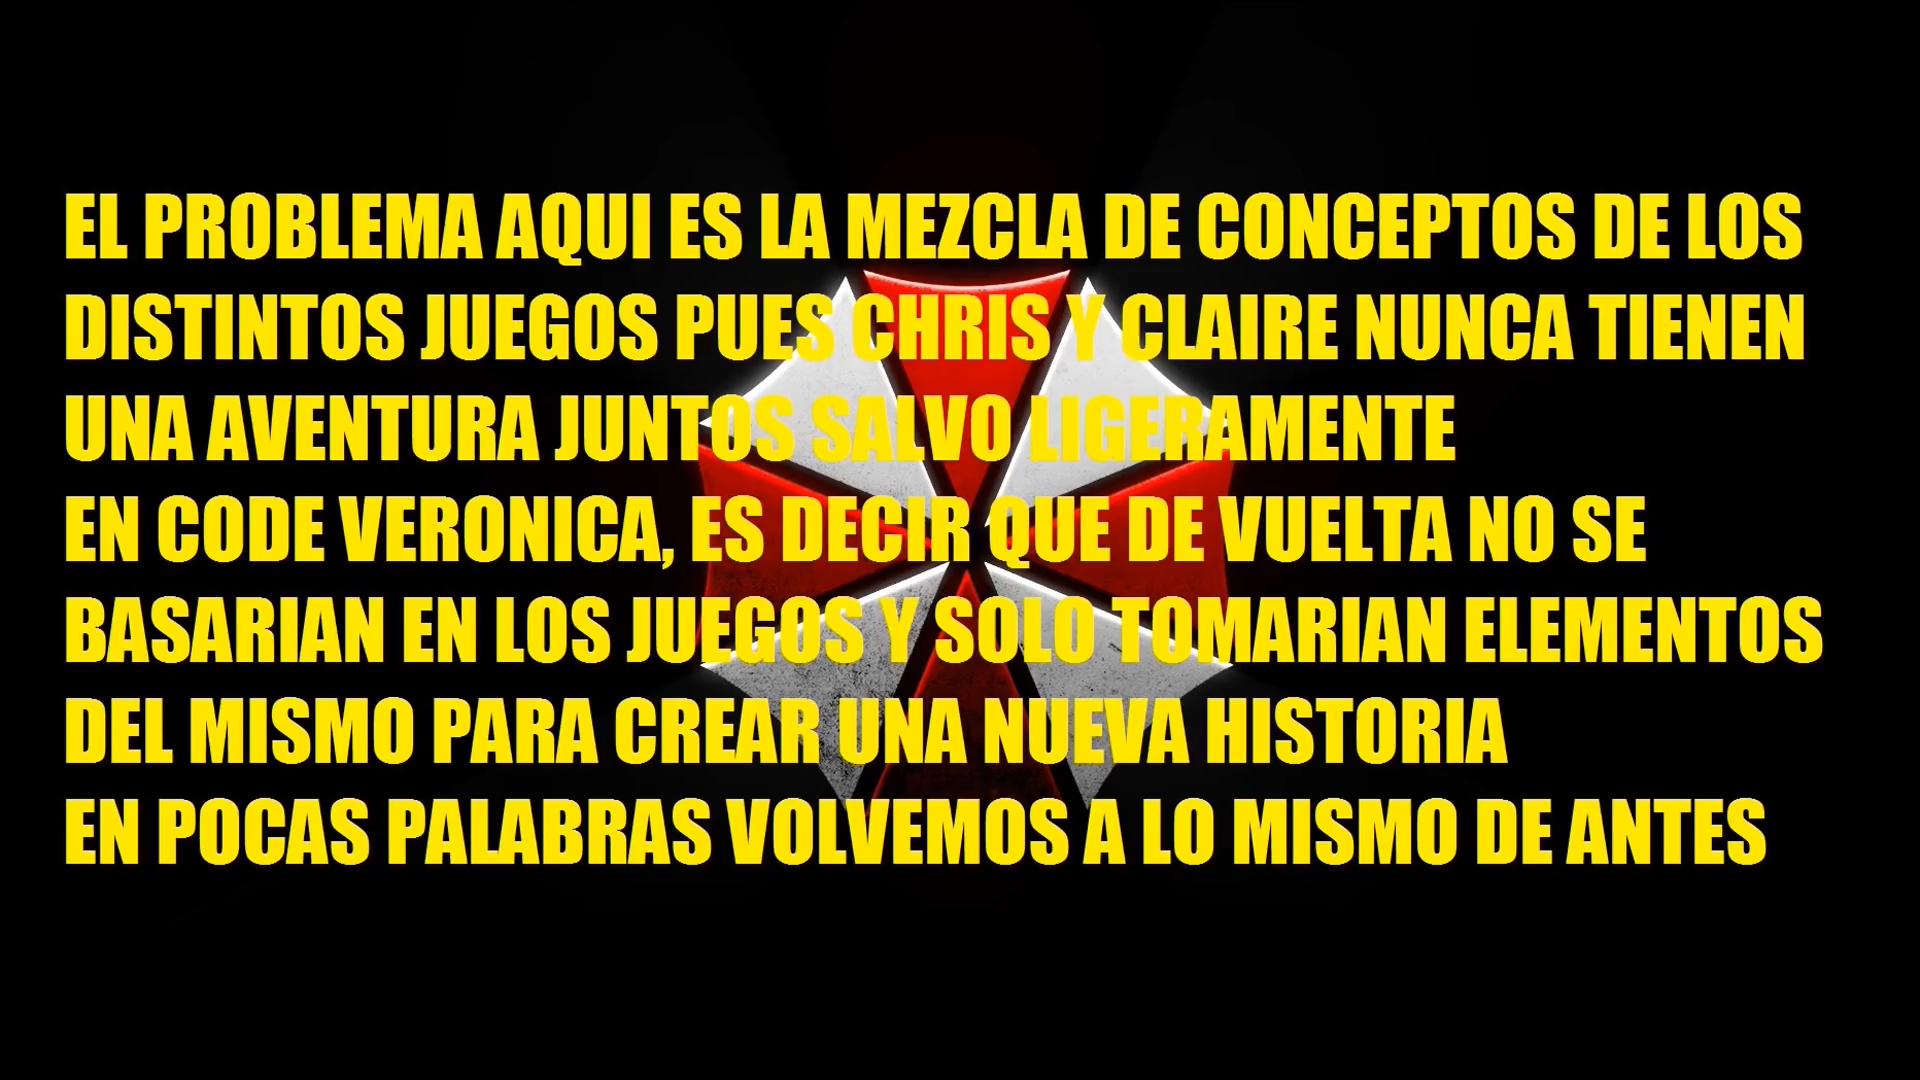 EL PROBLEMA AQUI ES LA MEZCLA DE CONCEPTOS DE LOS
DISTINTOS JUEGOS PUES CHRIS Y CLAIRE NUNCA TIENEN
UNA AVENTURA JUNTOS SALVO LIGERAMENTE
EN CODE VERONICA, ES DECIR QUE DE VUELTA NO SE
BASARIAN EN LOS JUEGOS Y SOLO TOMARIAN ELEMENTOS
DEL MISMO PARA CREAR UNA NUEVA HISTORIA
EN POCAS PALABRAS VOLVEMOS A LO MISMO DE ANTES